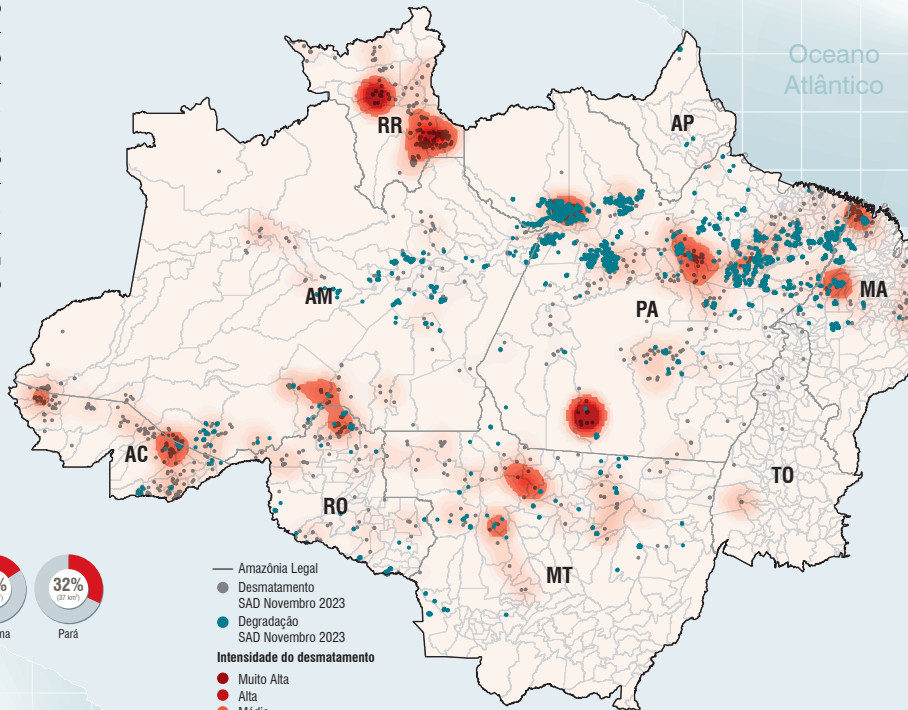 Oceano
Atlântico
AP
RR
AM
PA
MA
AC
RO
TO
MT
32%
(37 km²)
Pará
Amazônia Legal
Desmatamento
SAD Novembro 2023
Degradação
SAD Novembro 2023
Intensidade do desmatamento
Muito Alta
Alta